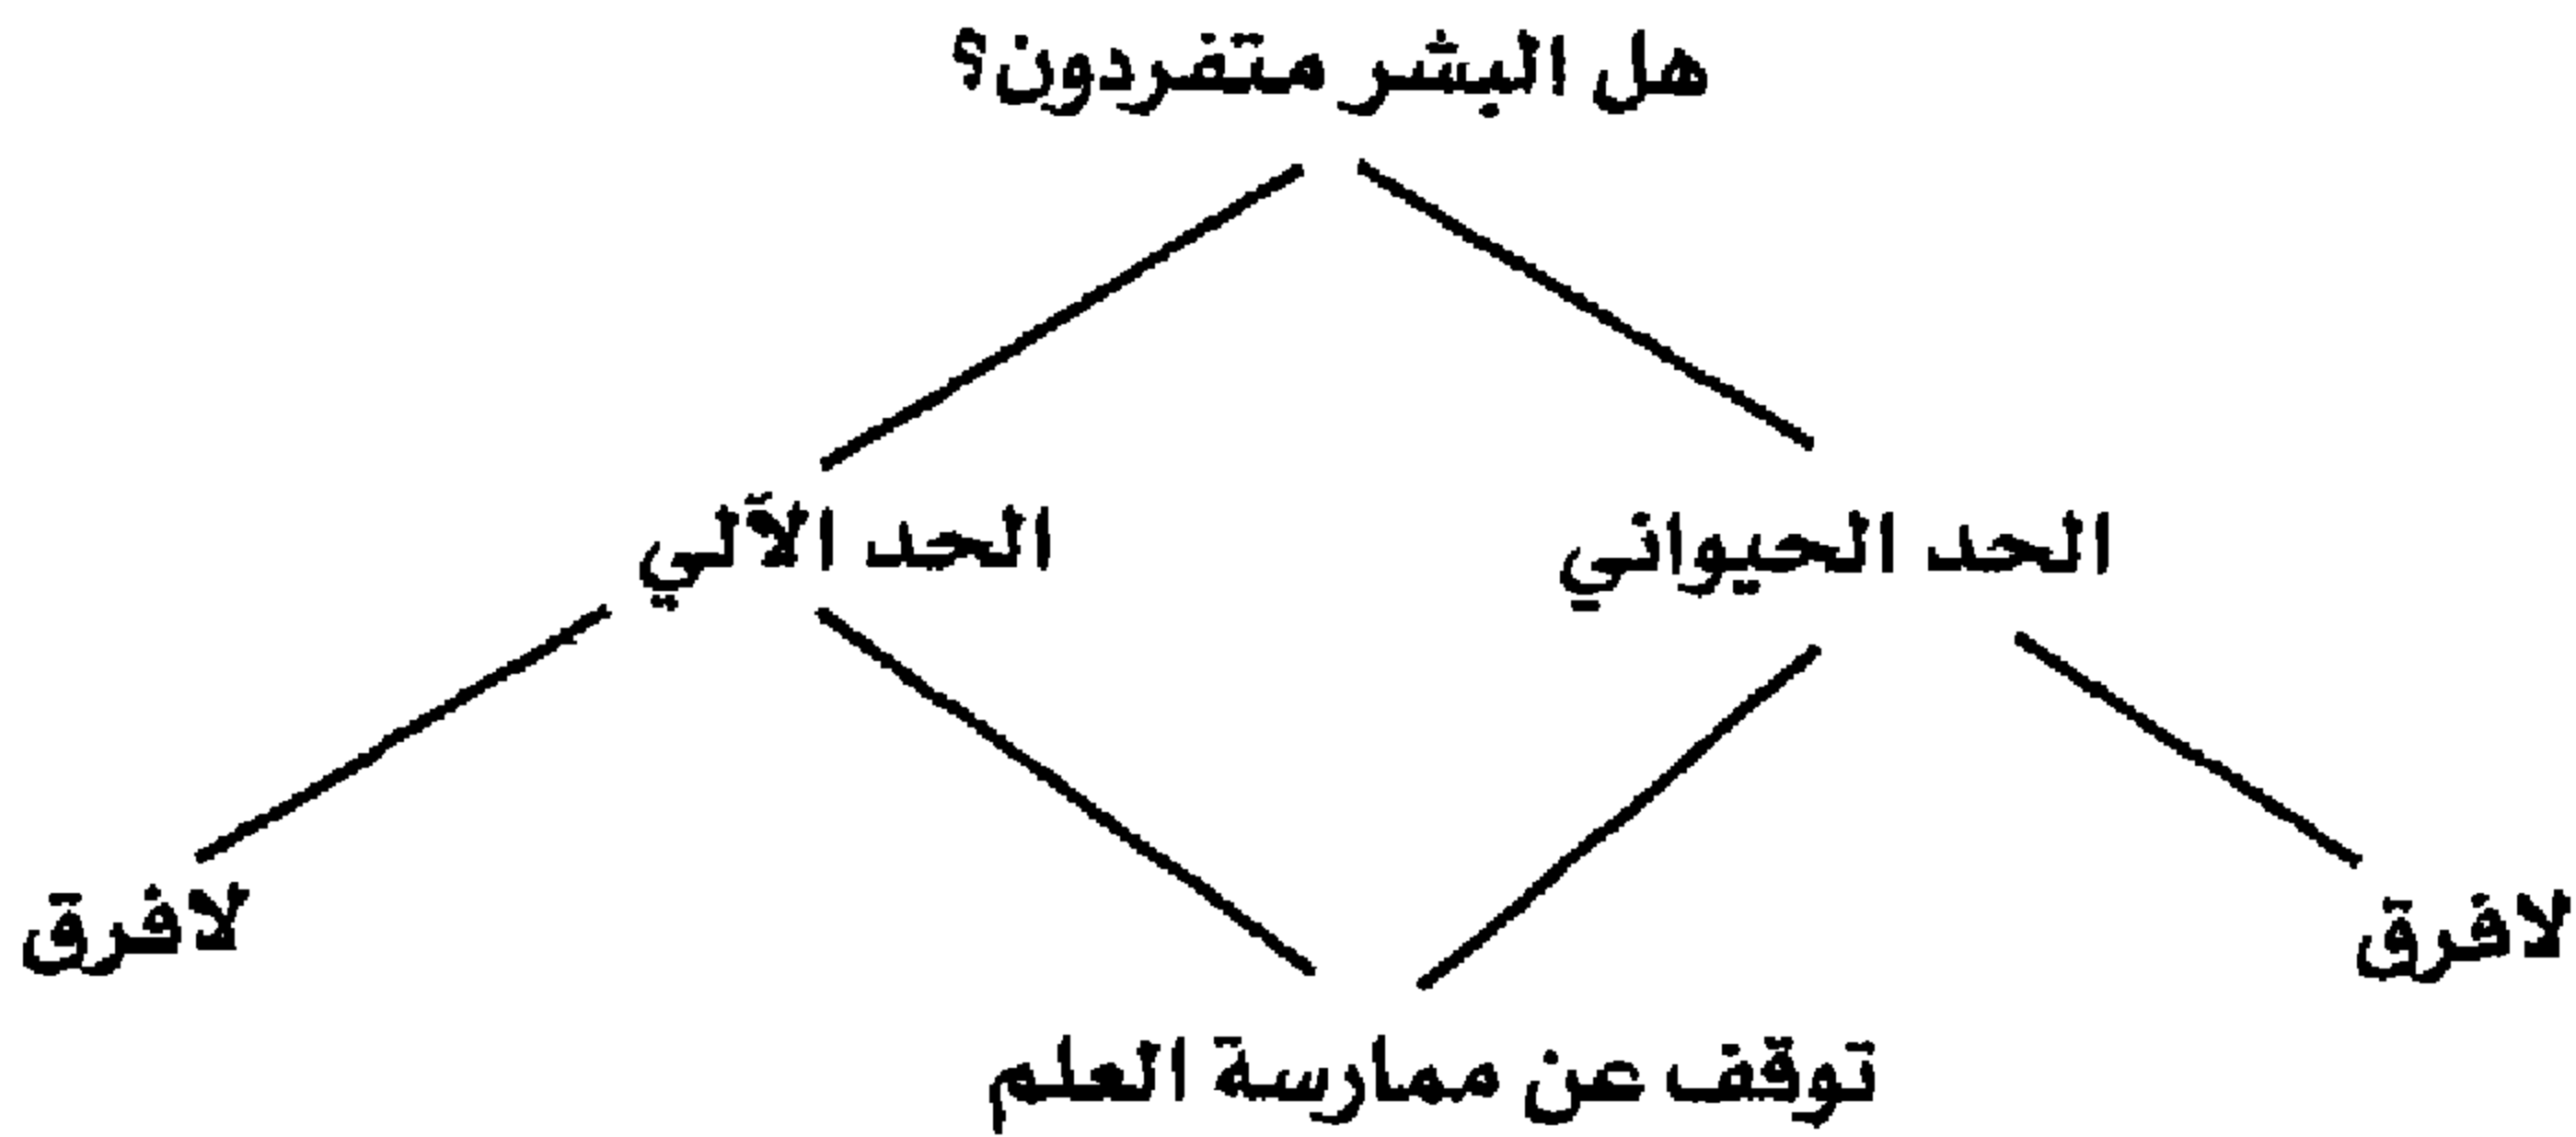 هل البشر متفردون؟
الحد الحيواني
الحد الآلي
لافرق
لافرق
توقف عن ممارسة العلم